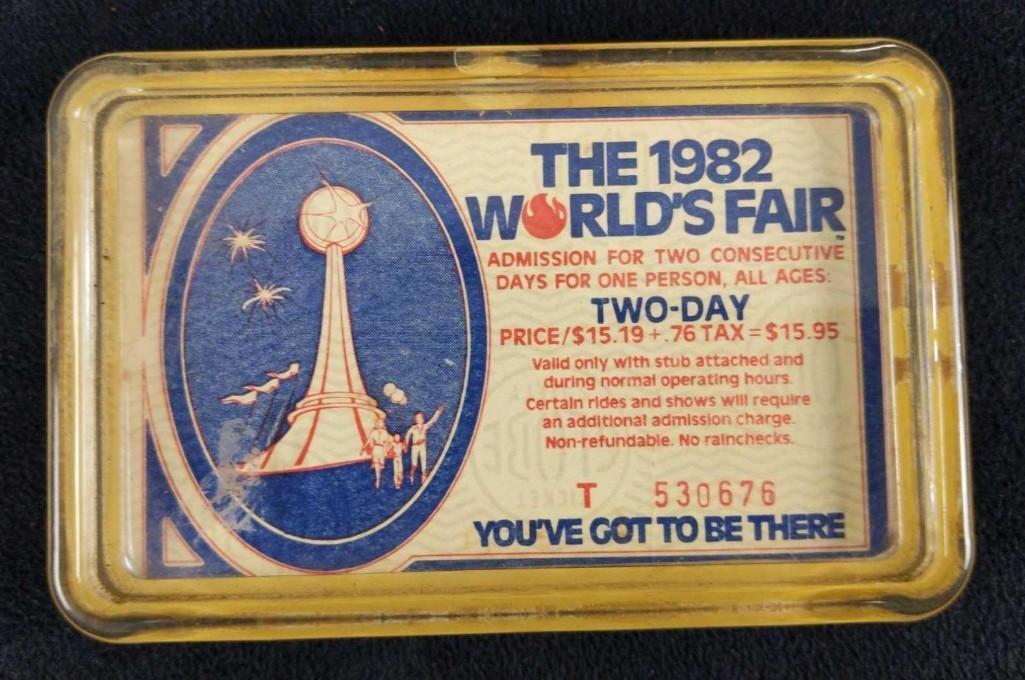 THE 1982
WORLD'S FAIR
™
ADMISSION FOR TWO CONSECUTIVE
DAYS FOR ONE PERSON, ALL AGES:
TWO-DAY
PRICE/$15.19+.76 TAX=$15.95
Valid only with stub attached and
during normal operating hours.
Certain rides and shows will require
an additional admission charge.
Non-refundable. No rainchecks.
T 530676
YOU'VE GOT TO BE THERE